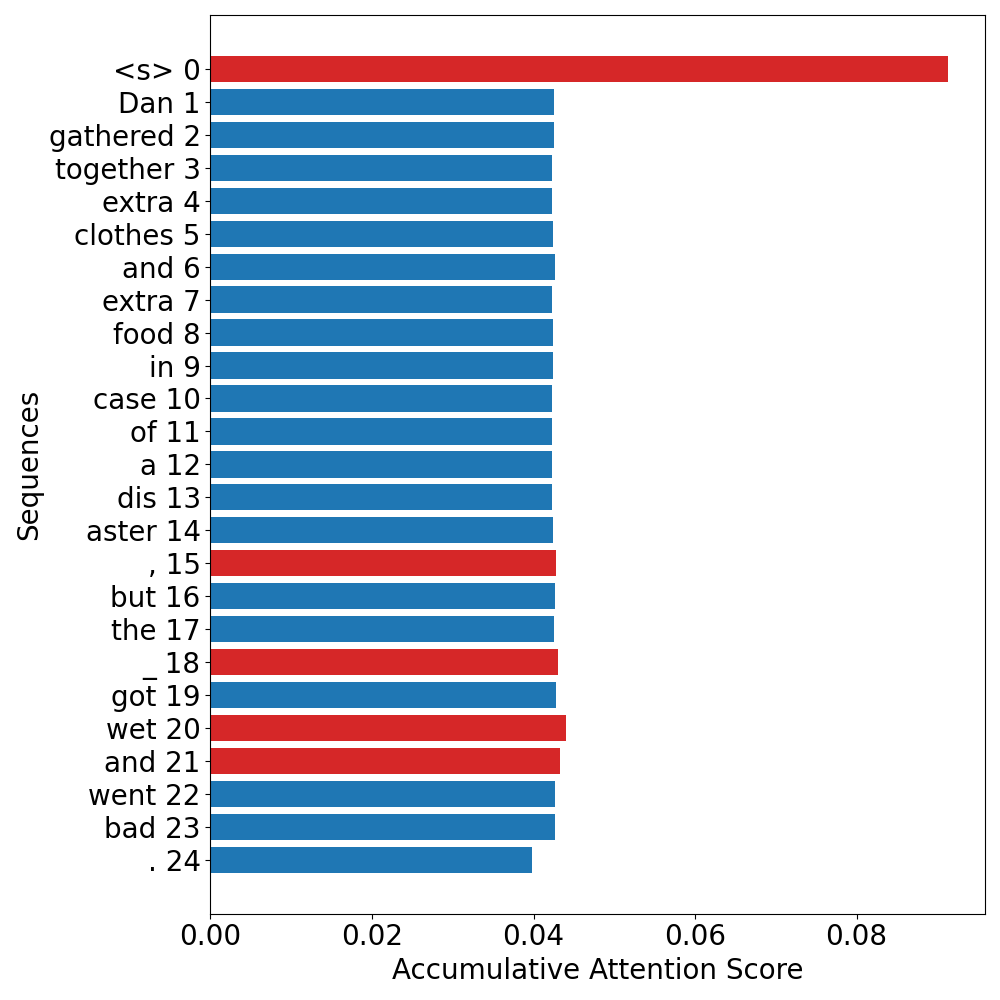 <s> 0
Dan 1
gathered 2
together 3
extra 4
clothes 5
and 6
extra 7
food 8
in 9
case 10
of 11
a 12
dis 13
aster 14
, 15
but 16
the 17
_ 18
got 19
wet 20
and 21
went 22
bad 23
. 24
Sequences
0.00 0.02 0.04 0.06 0.08
Accumulative Attention Score